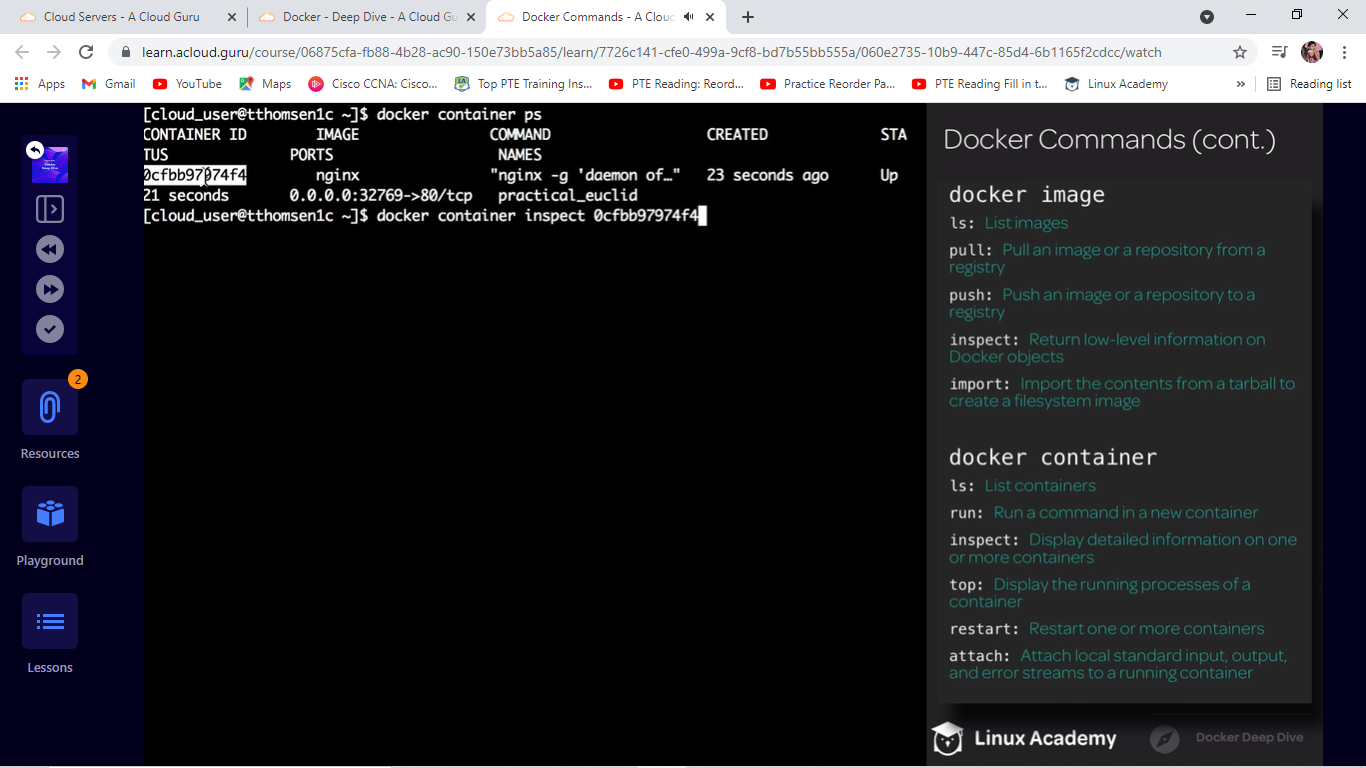 Cloud Servers - A Cloud Guru
Docker - Deep Dive - A Cloud Gu
Docker Commands - A Cloud
learn.acloud.guru/course/06875cfa-fb88-4b28-ac90-150e73bb5a85/learn/7726c141-cfe0-499a-9cf8-bd7b55bb555a/060e2735-10b9-447c-85d4-6b1165f2cdcc/watch
Apps Gmail YouTube Maps Cisco CCNA: Cisco... Top PTE Training Ins... PTE Reading: Reord... Practice Reorder Pa... PTE Reading Fill in t... Linux Academy » Reading list
[cloud_user@tthomsen1c ~]$ docker container ps
CONTAINER ID IMAGE COMMAND CREATED STA
TUS PORTS NAMES
0cfbb97974f4 nginx "nginx -g 'daemon of…" 23 seconds ago Up
21 seconds 0.0.0.0:32769->80/tcp practical_euclid
[cloud_user@tthomsen1c ~]$ docker container inspect 0cfbb97974f4
2
Resources
Playground
Lessons
Docker Commands (cont.)
docker image
ls: List images
pull: Pull an image or a repository from a
registry
push: Push an image or a repository to a
registry
inspect: Return low-level information on
Docker objects
import: Import the contents from a tarball to
create a filesystem image
docker container
ls: List containers
run: Run a command in a new container
inspect: Display detailed information on one
or more containers
top: Display the running processes of a
container
restart: Restart one or more containers
attach: Attach local standard input, output,
and error streams to a running container
Linux Academy
Docker Deep Dive